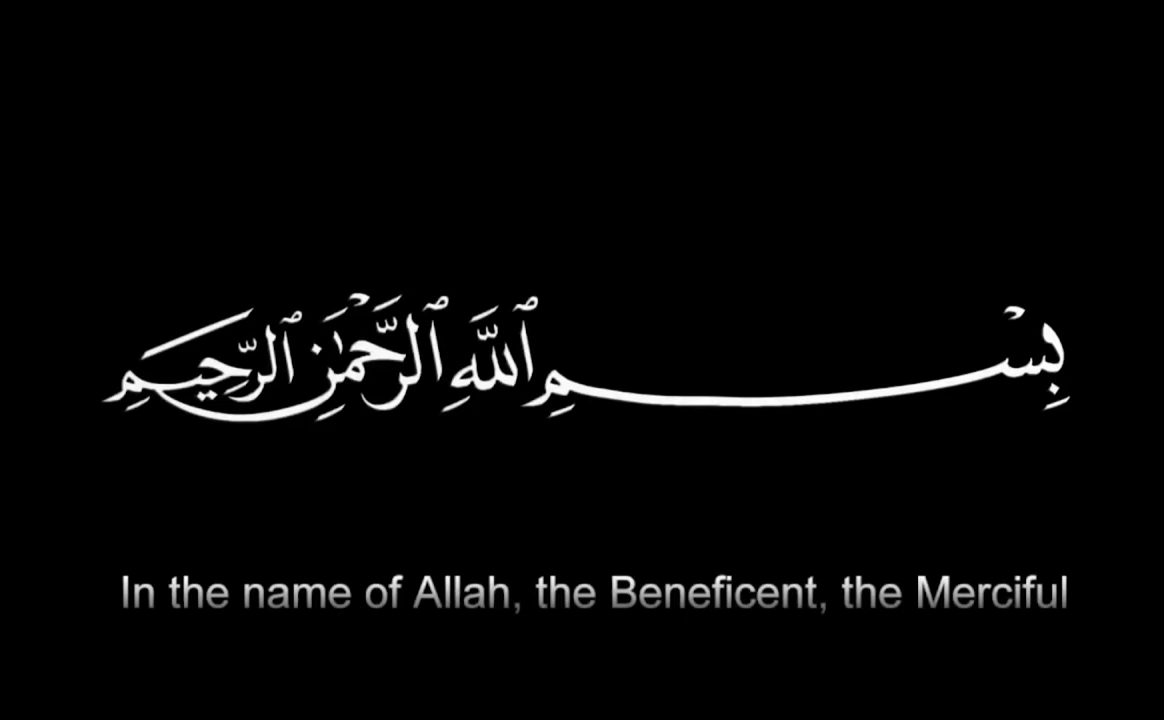 بِسْمِ ٱللَّهِ ٱلرَّحْمَٰنِ ٱلرَّحِيمِ
In the name of Allah, the Beneficent, the Merciful